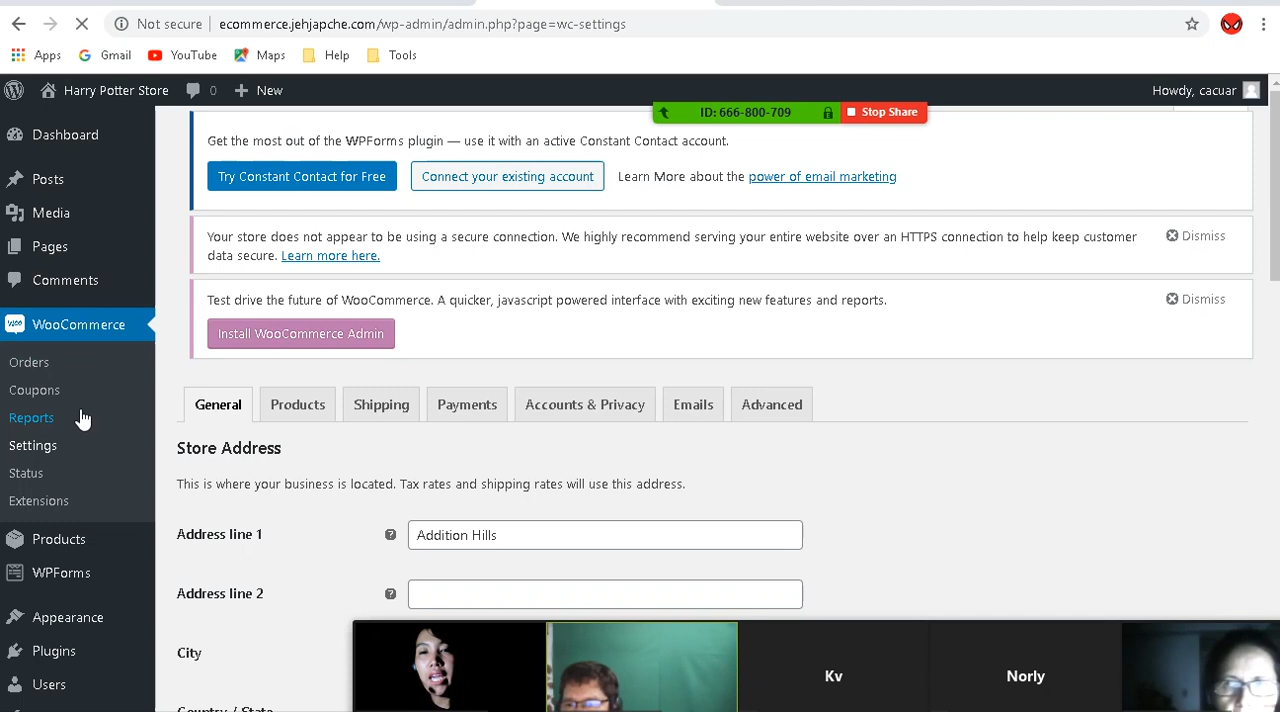 Not secure ecommerce.jehjapche.com/wp-admin/admin.php?page=wc-settings
Apps Gmail YouTube Maps Help Tools
Harry Potter Store 0 New Howdy, cacuar
ID: 666-800-709 Stop Share
Dashboard
Posts
Media
Pages
Comments
WooCommerce
Orders
Coupons
Reports
Settings
Status
Extensions
Products
WPForms
Appearance
Plugins
Users
Get the most out of the WPForms plugin — use it with an active Constant Contact account.
Try Constant Contact for Free Connect your existing account Learn More about the power of email marketing
Your store does not appear to be using a secure connection. We highly recommend serving your entire website over an HTTPS connection to help keep customer Dismiss
data secure. Learn more here.
Test drive the future of WooCommerce. A quicker, javascript powered interface with exciting new features and reports. Dismiss
Install WooCommerce Admin
General Products Shipping Payments Accounts & Privacy Emails Advanced
Store Address
This is where your business is located. Tax rates and shipping rates will use this address.
Address line 1 Addition Hills
Address line 2
City
Country / State
Kv Norly